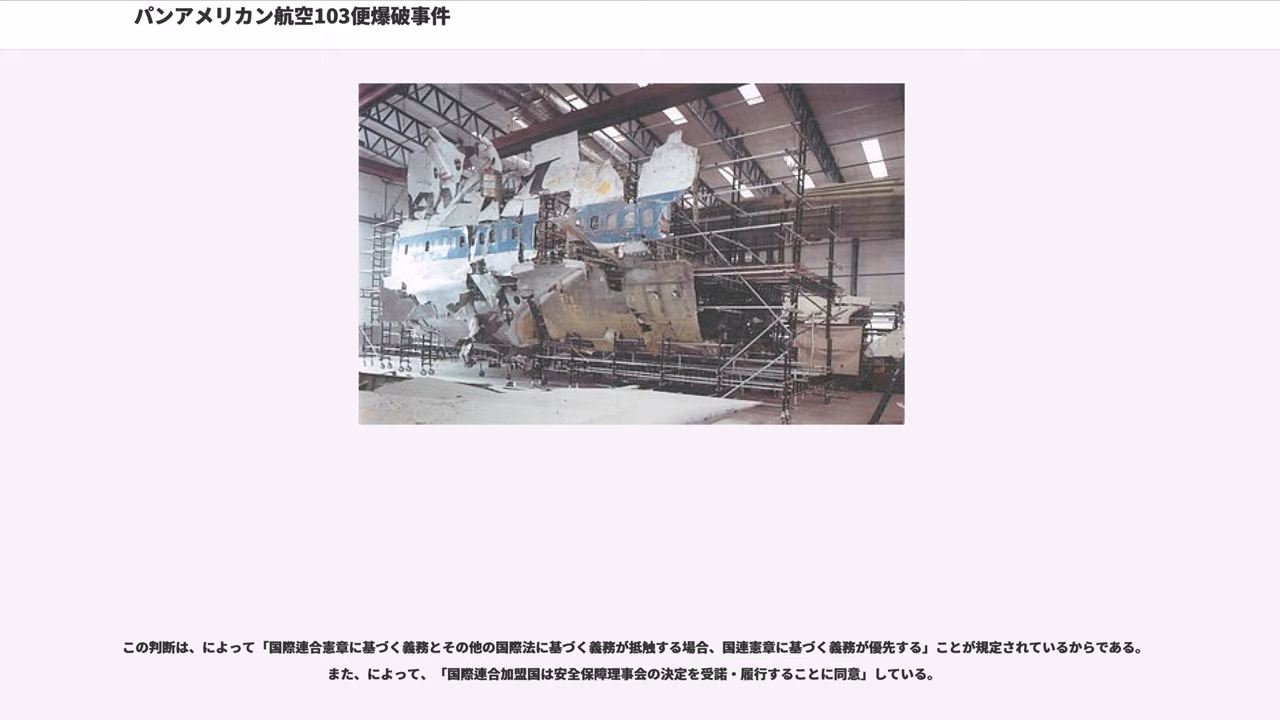 パンアメリカン航空103便爆破事件
この判断は、によって「国際連合憲章に基づく義務とその他の国際法に基づく義務が抵触する場合、国連憲章に基づく義務が優先する」ことが規定されているからである。
また、によって、「国際連合加盟国は安全保障理事会の決定を受諾・履行することに同意」している。